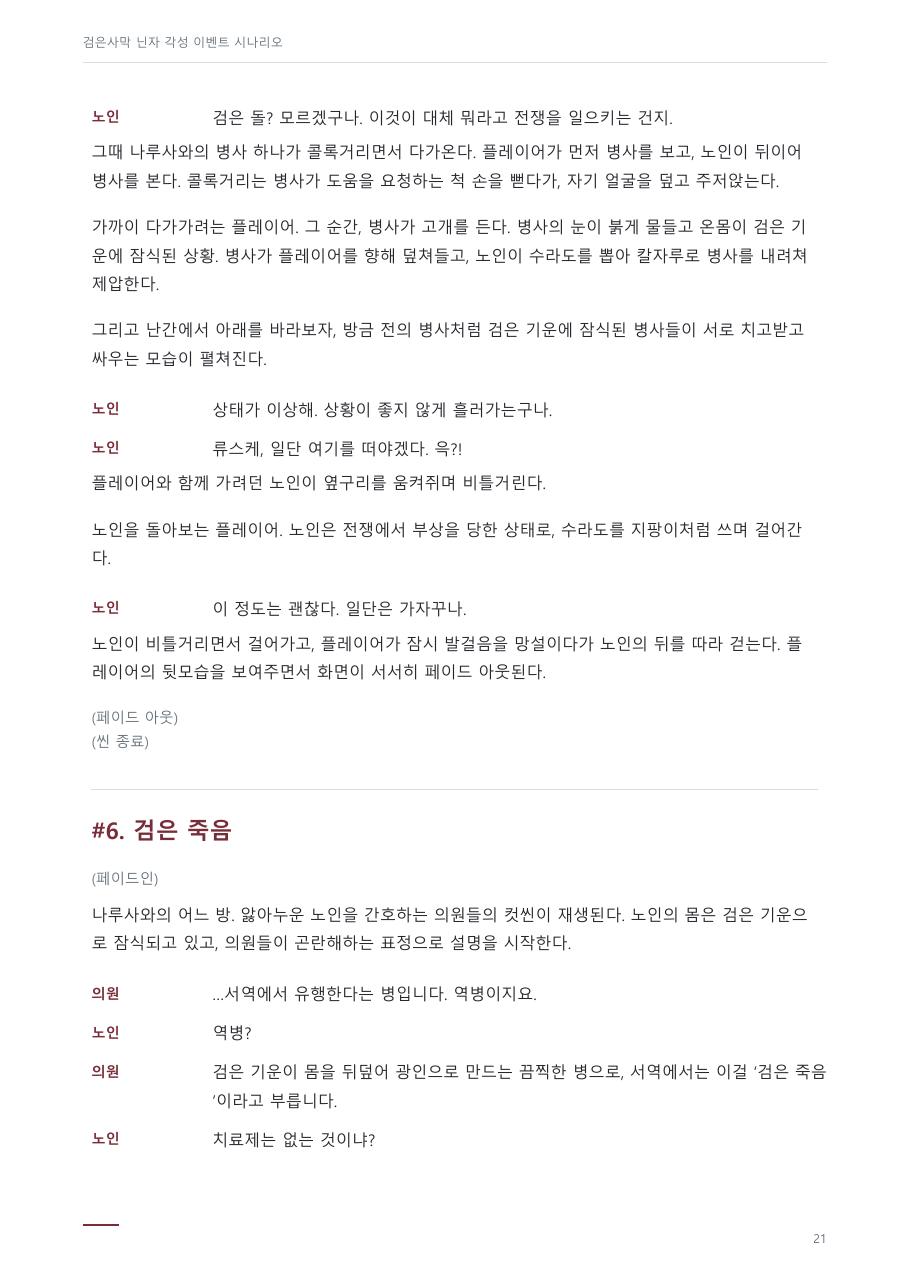 검은사막 닌자 각성 이벤트 시나리오
노인 검은 돌? 모르겠구나. 이것이 대체 뭐라고 전쟁을 일으키는 건지.
그때 나루사와의 병사 하나가 콜록거리면서 다가온다. 플레이어가 먼저 병사를 보고, 노인이 뒤이어
병사를 본다. 콜록거리는 병사가 도움을 요청하는 척 손을 뻗다가, 자기 얼굴을 덮고 주저앉는다.
가까이 다가가려는 플레이어. 그 순간, 병사가 고개를 든다. 병사의 눈이 붉게 물들고 온몸이 검은 기
운에 잠식된 상황. 병사가 플레이어를 향해 덮쳐들고, 노인이 수라도를 뽑아 칼자루로 병사를 내려쳐
제압한다.
그리고 난간에서 아래를 바라보자, 방금 전의 병사처럼 검은 기운에 잠식된 병사들이 서로 치고받고
싸우는 모습이 펼쳐진다.
노인 상태가 이상해. 상황이 좋지 않게 흘러가는구나.
노인 류스케, 일단 여기를 떠야겠다. 윽?!
플레이어와 함께 가려던 노인이 옆구리를 움켜쥐며 비틀거린다.
노인을 돌아보는 플레이어. 노인은 전쟁에서 부상을 당한 상태로, 수라도를 지팡이처럼 쓰며 걸어간
다.
노인 이 정도는 괜찮다. 일단은 가자꾸나.
노인이 비틀거리면서 걸어가고, 플레이어가 잠시 발걸음을 망설이다가 노인의 뒤를 따라 걷는다. 플
레이어의 뒷모습을 보여주면서 화면이 서서히 페이드 아웃된다.
(페이드 아웃)
(씬 종료)
#6. 검은 죽음
(페이드인)
나루사와의 어느 방. 앓아누운 노인을 간호하는 의원들의 컷씬이 재생된다. 노인의 몸은 검은 기운으
로 잠식되고 있고, 의원들이 곤란해하는 표정으로 설명을 시작한다.
의원 ...서역에서 유행한다는 병입니다. 역병이지요.
노인 역병?
의원 검은 기운이 몸을 뒤덮어 광인으로 만드는 끔찍한 병으로, 서역에서는 이걸 ‘검은 죽음
’이라고 부릅니다.
노인 치료제는 없는 것이냐?
21